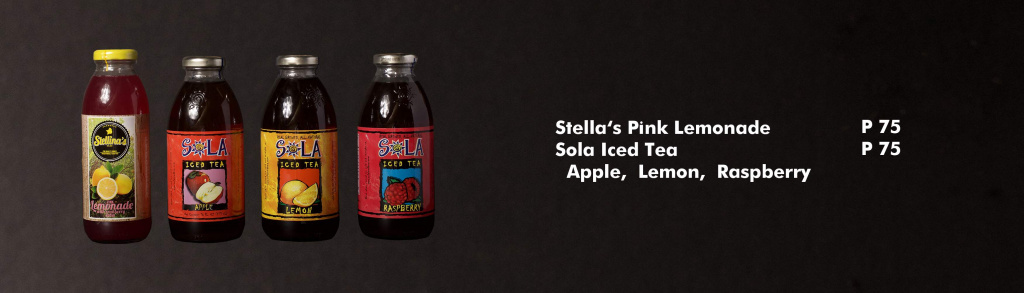 Stellina's
Lemonade
SOLA
ICED TEA
APPLE
SOLA
ICED TEA
LEMON
SOLA
ICED TEA
RASPBERRY
Stella's Pink Lemonade P 75
Sola Iced Tea P 75
Apple, Lemon, Raspberry